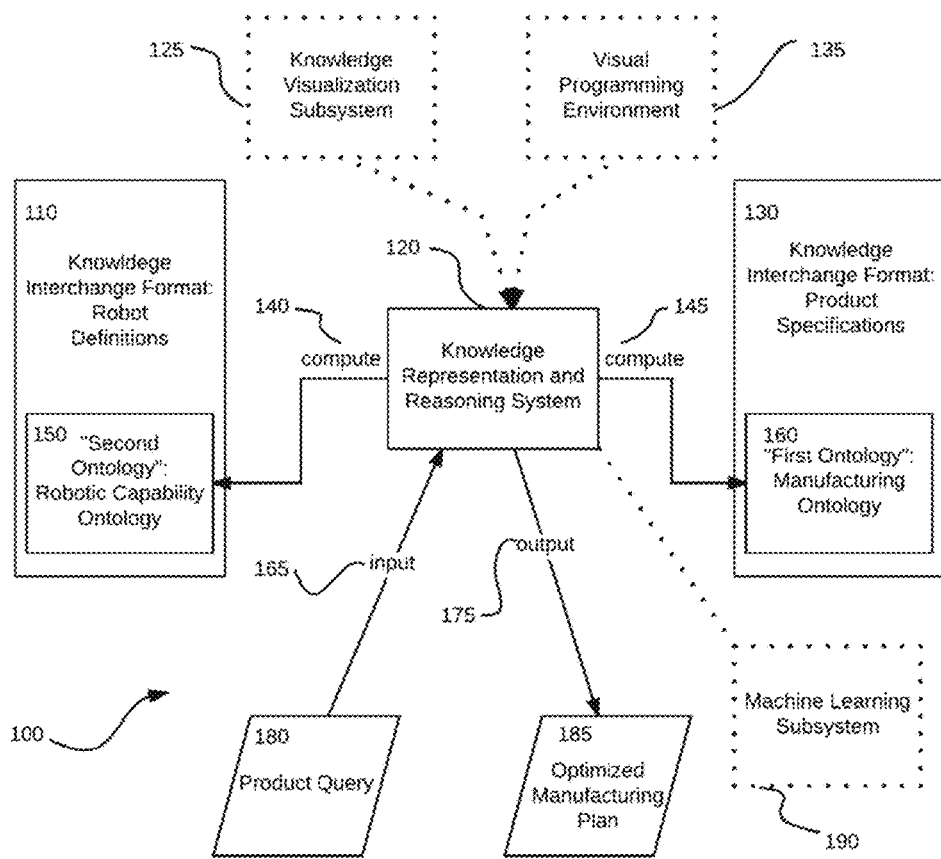 125
Knowledge
Visualization
Subsystem
Visual
Programming
Environment
135
110
Knowldege
Interchange Format:
Robot
Definitions
120
130
Knowledge
Interchange Format:
Product
Specifications
140
compute
Knowledge
Representation and
Reasoning System
145
compute
150
"Second
Ontology":
Robotic Capability
Ontology
160
"First Ontology":
Manufacturing
Ontology
165
input
output
175
100
180
Product Query
185
Optimized
Manufacturing
Plan
Machine Learning
Subsystem
190